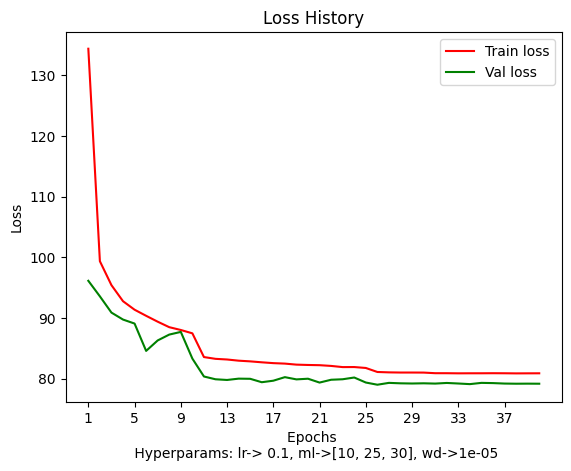 Loss History
Train loss
Val loss
Loss
130
120
110
100
90
80
1 5 9 13 17 21 25 29 33 37
Epochs
Hyperparams: lr-> 0.1, ml->[10, 25, 30], wd->1e-05